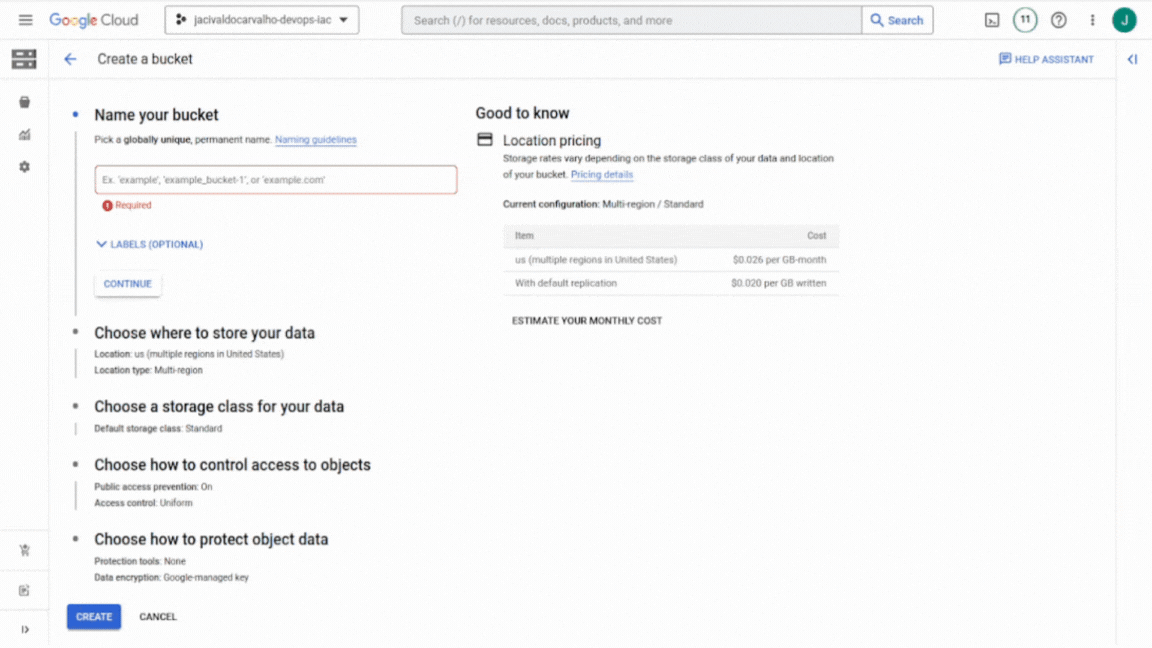 Google Cloud
jacivaldocarvalho-devops-iac
Search (/) for resources, docs, products, and more
Search
11
J
Create a bucket
HELP ASSISTANT
Name your bucket
Pick a globally unique, permanent name. Naming guidelines
Ex. 'example', 'example_bucket-1', or 'example.com'
Required
LABELS (OPTIONAL)
CONTINUE
Choose where to store your data
Location: us (multiple regions in United States)
Location type: Multi-region
Choose a storage class for your data
Default storage class: Standard
Choose how to control access to objects
Public access prevention: On
Access control: Uniform
Choose how to protect object data
Protection tools: None
Data encryption: Google-managed key
CREATE
CANCEL
Good to know
Location pricing
Storage rates vary depending on the storage class of your data and location
of your bucket. Pricing details
Current configuration: Multi-region / Standard
Item Cost
us (multiple regions in United States) $0.026 per GB-month
With default replication $0.020 per GB written
ESTIMATE YOUR MONTHLY COST